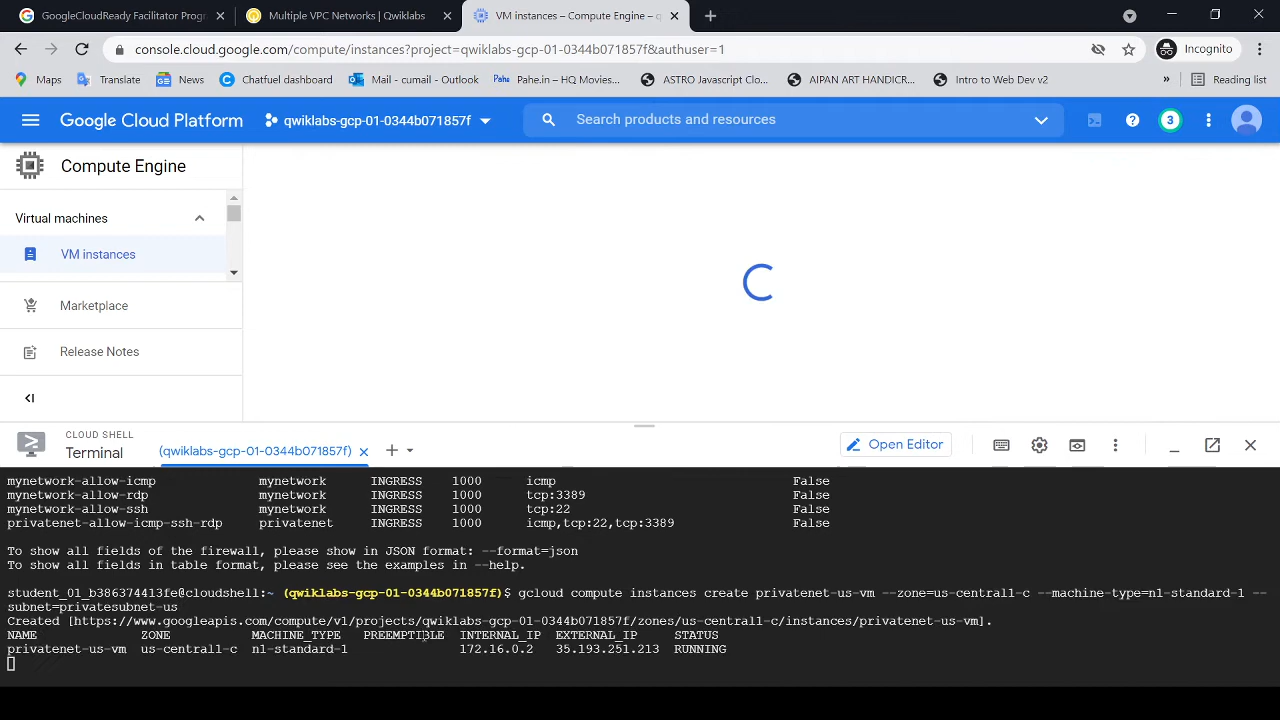 GoogleCloudReady Facilitator Progr
Multiple VPC Networks | Qwiklabs
VM instances – Compute Engine – q
console.cloud.google.com/compute/instances?project=qwiklabs-gcp-01-0344b071857f&authuser=1
Incognito
Maps
Translate
News
Chatfuel dashboard
Mail - cumail - Outlook
Pahe Pahe.in – HQ Movies...
ASTRO Javascript Clo...
AIPAN ART HANDICR...
Intro to Web Dev v2
»
Reading list
Google Cloud Platform
qwiklabs-gcp-01-0344b071857f
Search products and resources
3
Compute Engine
Virtual machines
VM instances
Marketplace
Release Notes
CLOUD SHELL
Terminal
(qwiklabs-gcp-01-0344b071857f)
Open Editor
mynetwork-allow-icmp mynetwork INGRESS 1000 icmp False
mynetwork-allow-rdp mynetwork INGRESS 1000 tcp:3389 False
mynetwork-allow-ssh mynetwork INGRESS 1000 tcp:22 False
privatenet-allow-icmp-ssh-rdp privatenet INGRESS 1000 icmp,tcp:22,tcp:3389 False
To show all fields of the firewall, please show in JSON format: --format=json
To show all fields in table format, please see the examples in --help.
student_01_b386374413fe@cloudshell:~ (qwiklabs-gcp-01-0344b071857f)$ gcloud compute instances create privatenet-us-vm --zone=us-central1-c --machine-type=n1-standard-1 --
subnet=privatesubnet-us
Created [https://www.googleapis.com/compute/v1/projects/qwiklabs-gcp-01-0344b071857f/zones/us-central1-c/instances/privatenet-us-vm].
NAME ZONE MACHINE_TYPE PREEMPTIBLE INTERNAL_IP EXTERNAL_IP STATUS
privatenet-us-vm us-central1-c n1-standard-1 172.16.0.2 35.193.251.213 RUNNING